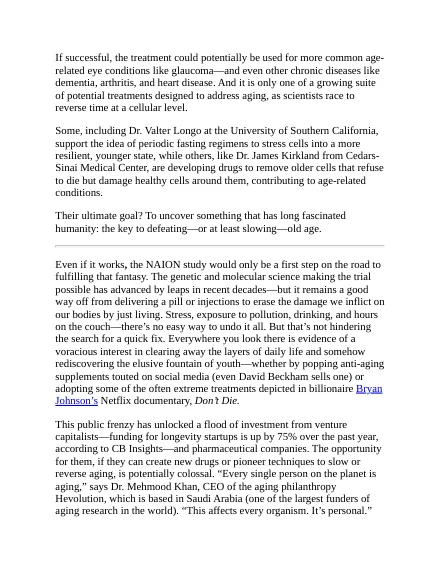 If successful, the treatment could potentially be used for more common age-
related eye conditions like glaucoma—and even other chronic diseases like
dementia, arthritis, and heart disease. And it is only one of a growing suite
of potential treatments designed to address aging, as scientists race to
reverse time at a cellular level.
Some, including Dr. Valter Longo at the University of Southern California,
support the idea of periodic fasting regimens to stress cells into a more
resilient, younger state, while others, like Dr. James Kirkland from Cedars-
Sinai Medical Center, are developing drugs to remove older cells that refuse
to die but damage healthy cells around them, contributing to age-related
conditions.
Their ultimate goal? To uncover something that has long fascinated
humanity: the key to defeating—or at least slowing—old age.
Even if it works, the NAION study would only be a first step on the road to
fulfilling that fantasy. The genetic and molecular science making the trial
possible has advanced by leaps in recent decades—but it remains a good
way off from delivering a pill or injections to erase the damage we inflict on
our bodies by just living. Stress, exposure to pollution, drinking, and hours
on the couch—there’s no easy way to undo it all. But that’s not hindering
the search for a quick fix. Everywhere you look there is evidence of a
voracious interest in clearing away the layers of daily life and somehow
rediscovering the elusive fountain of youth—whether by popping anti-aging
supplements touted on social media (even David Beckham sells one) or
adopting some of the often extreme treatments depicted in billionaire Bryan
Johnson’s Netflix documentary, Don’t Die.
This public frenzy has unlocked a flood of investment from venture
capitalists—funding for longevity startups is up by 75% over the past year,
according to CB Insights—and pharmaceutical companies. The opportunity
for them, if they can create new drugs or pioneer techniques to slow or
reverse aging, is potentially colossal. “Every single person on the planet is
aging,” says Dr. Mehmood Khan, CEO of the aging philanthropy
Hevolution, which is based in Saudi Arabia (one of the largest funders of
aging research in the world). “This affects every organism. It’s personal.”